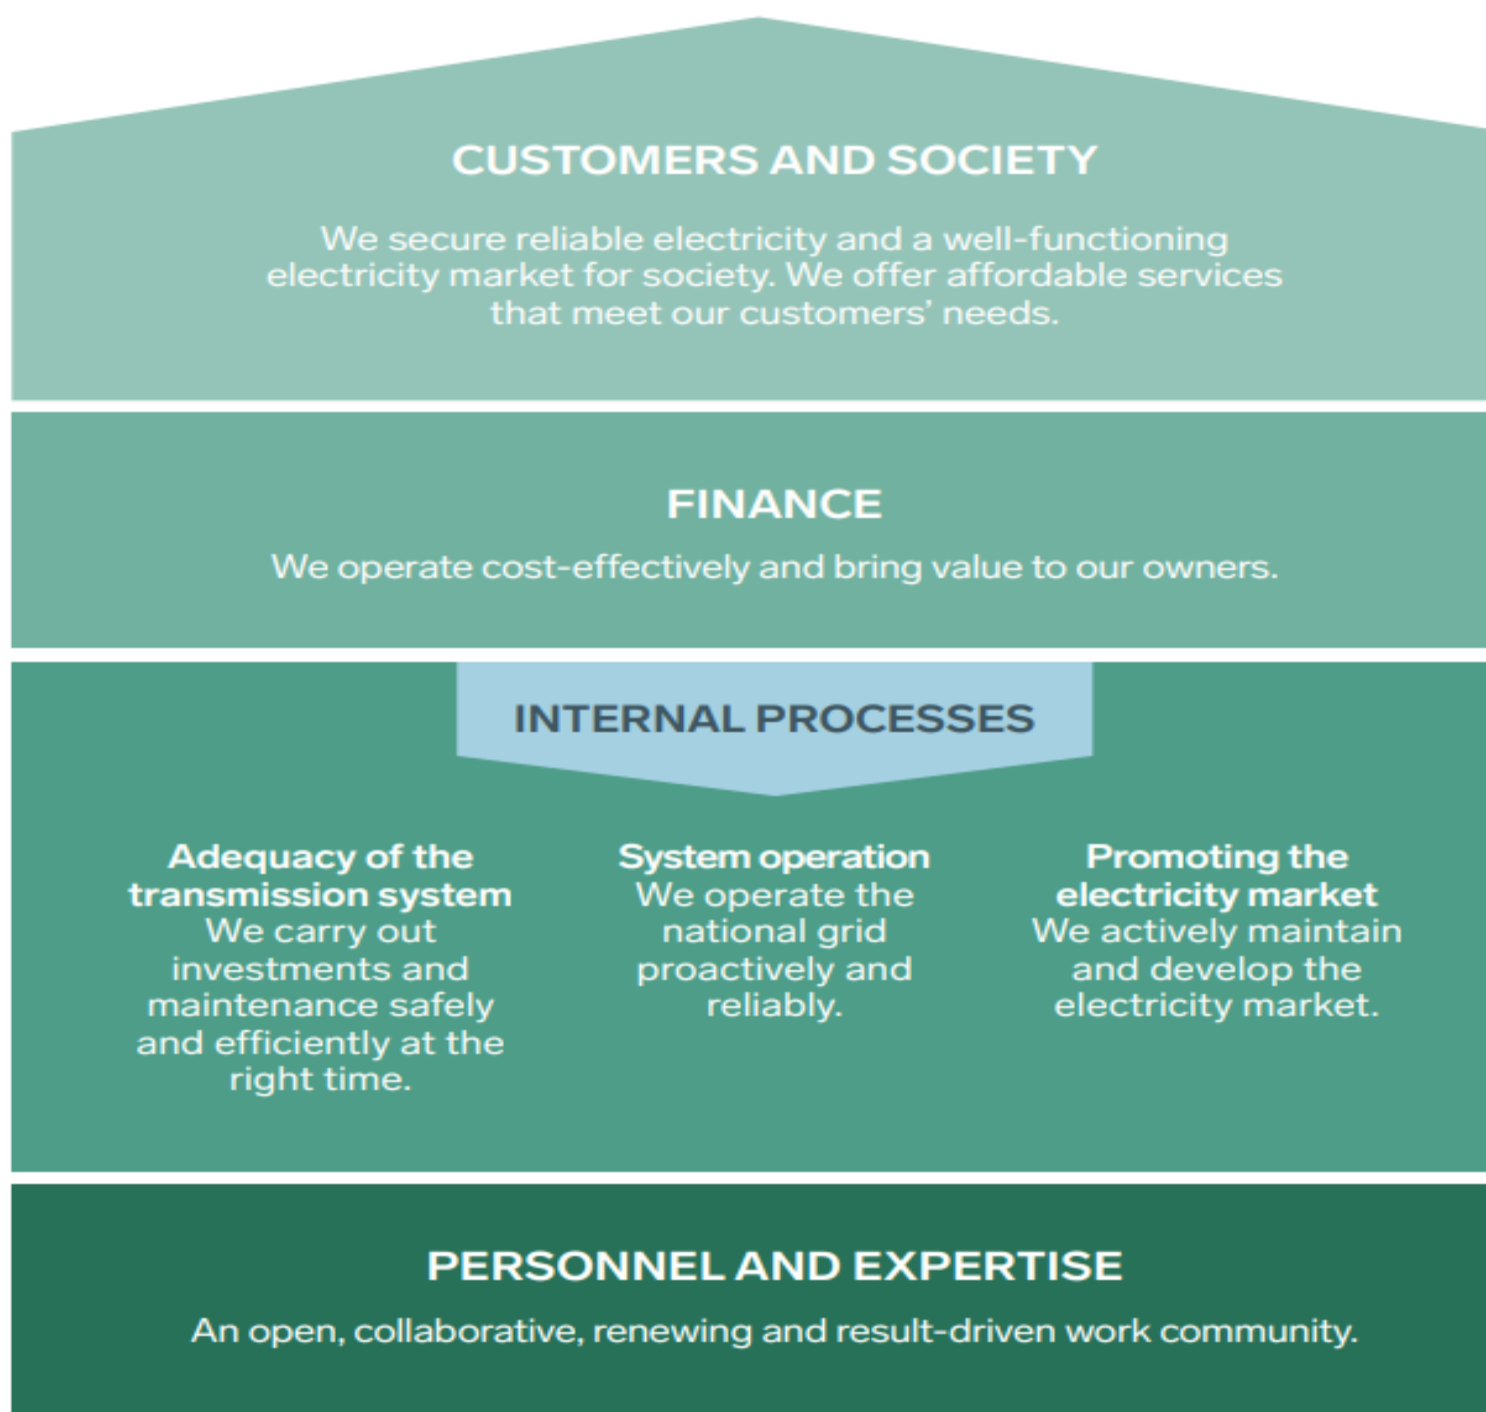 CUSTOMERS AND SOCIETY
We secure reliable electricity and a well-functioning
electricity market for society. We offer affordable services
that meet our customers’ needs.
FINANCE
We operate cost-effectively and bring value to our owners.
INTERNAL PROCESSES
Adequacy of the
transmission system
We carry out
investments and
maintenance safely
and efficiently at the
right time.
System operation
We operate the
national grid
proactively and
reliably.
Promoting the
electricity market
We actively maintain
and develop the
electricity market.
PERSONNEL AND EXPERTISE
An open, collaborative, renewing and result-driven work community.